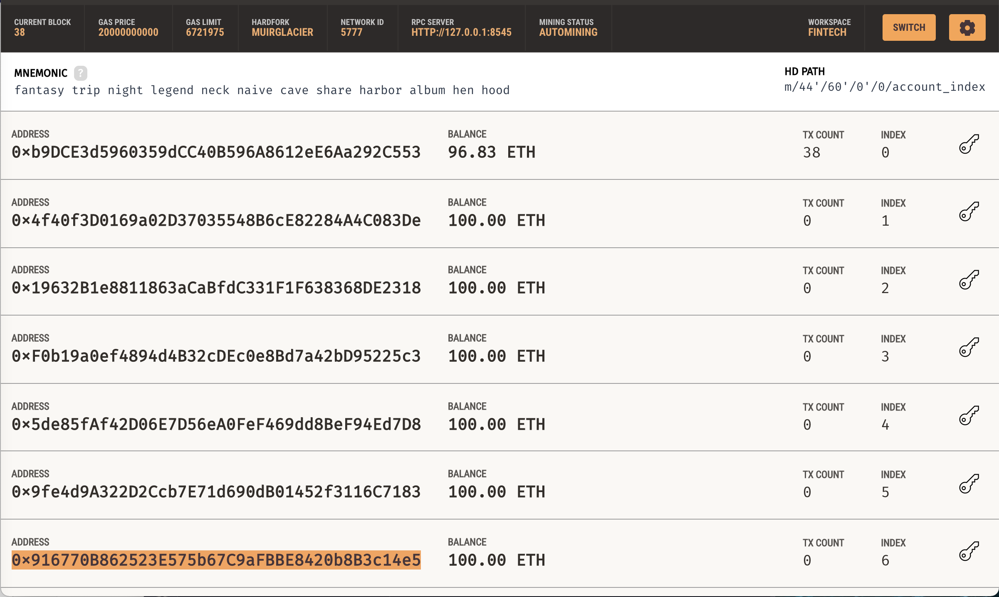 CURRENT BLOCK GAS PRICE GAS LIMIT HARDFORK NETWORK ID RPC SERVER MINING STATUS WORKSPACE
38 20000000000 6721975 MUIRGLACIER 5777 HTTP://127.0.0.1:8545 AUTOMINING FINTECH SWITCH
MNEMONIC ? HD PATH
fantasy trip night legend neck naive cave share harbor album hen hood m/44'/60'/0'/0/account_index
ADDRESS BALANCE TX COUNT INDEX
0xb9DCE3d5960359dCC40B596A8612eE6Aa292C553 96.83 ETH 38 0
ADDRESS BALANCE TX COUNT INDEX
0x4f40f3D0169a02D37035548B6cE82284A4C083De 100.00 ETH 0 1
ADDRESS BALANCE TX COUNT INDEX
0x19632B1e8811863aCaBfdC331F1F638368DE2318 100.00 ETH 0 2
ADDRESS BALANCE TX COUNT INDEX
0xF0b19a0ef4894d4B32cDEc0e8Bd7a42bD95225c3 100.00 ETH 0 3
ADDRESS BALANCE TX COUNT INDEX
0x5de85fAf42D06E7D56eA0FeF469dd8BeF94Ed7D8 100.00 ETH 0 4
ADDRESS BALANCE TX COUNT INDEX
0x9fe4d9A322D2Ccb7E71d690dB01452f3116C7183 100.00 ETH 0 5
ADDRESS BALANCE TX COUNT INDEX
0x916770B862523E575b67C9aFBBE8420b8B3c14e5 100.00 ETH 0 6